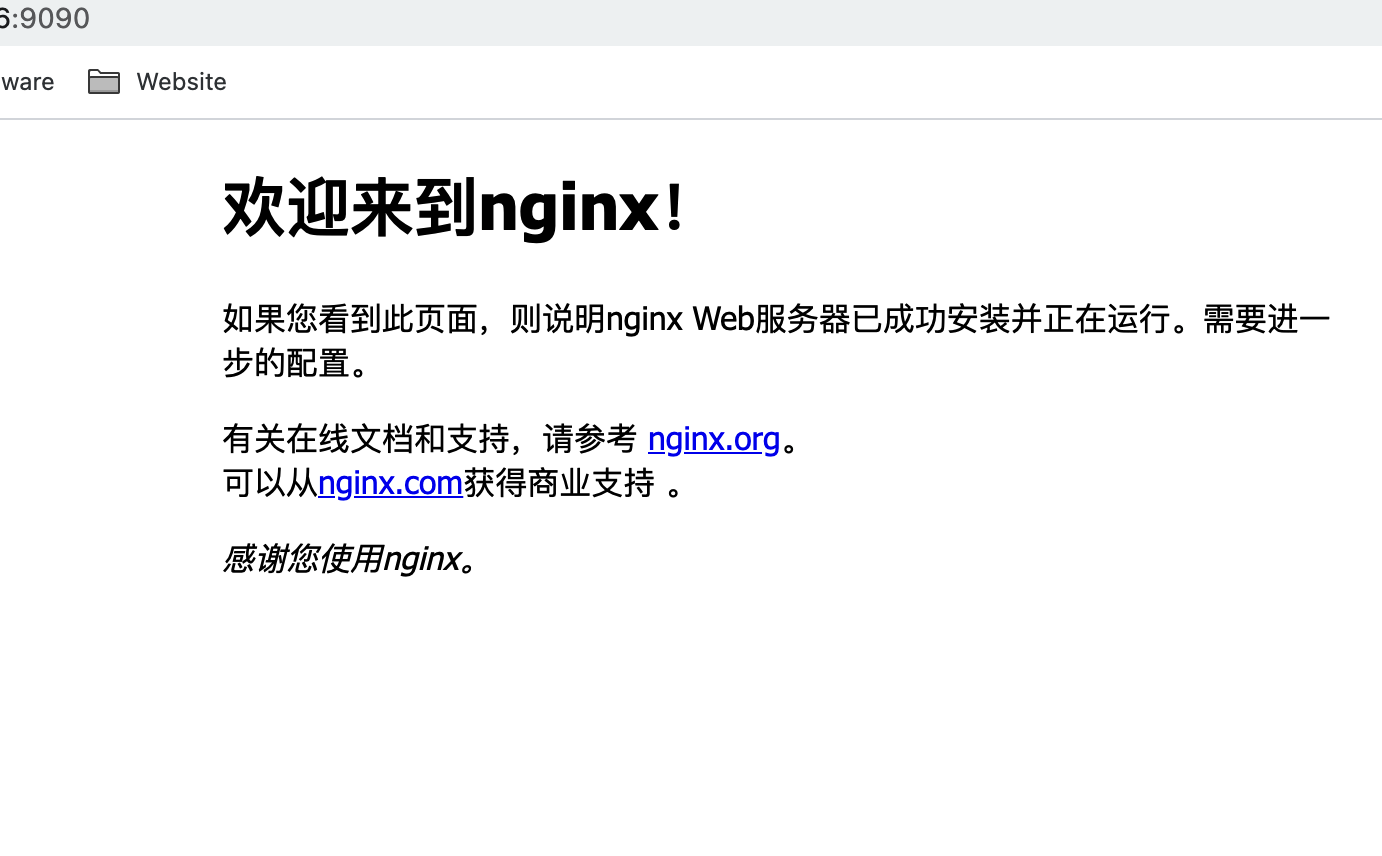 6:9090
ware Website
欢迎来到nginx！
如果您看到此页面，则说明nginx Web服务器已成功安装并正在运行。需要进一
步的配置。
有关在线文档和支持，请参考 nginx.org。
可以从nginx.com获得商业支持 。
感谢您使用nginx。